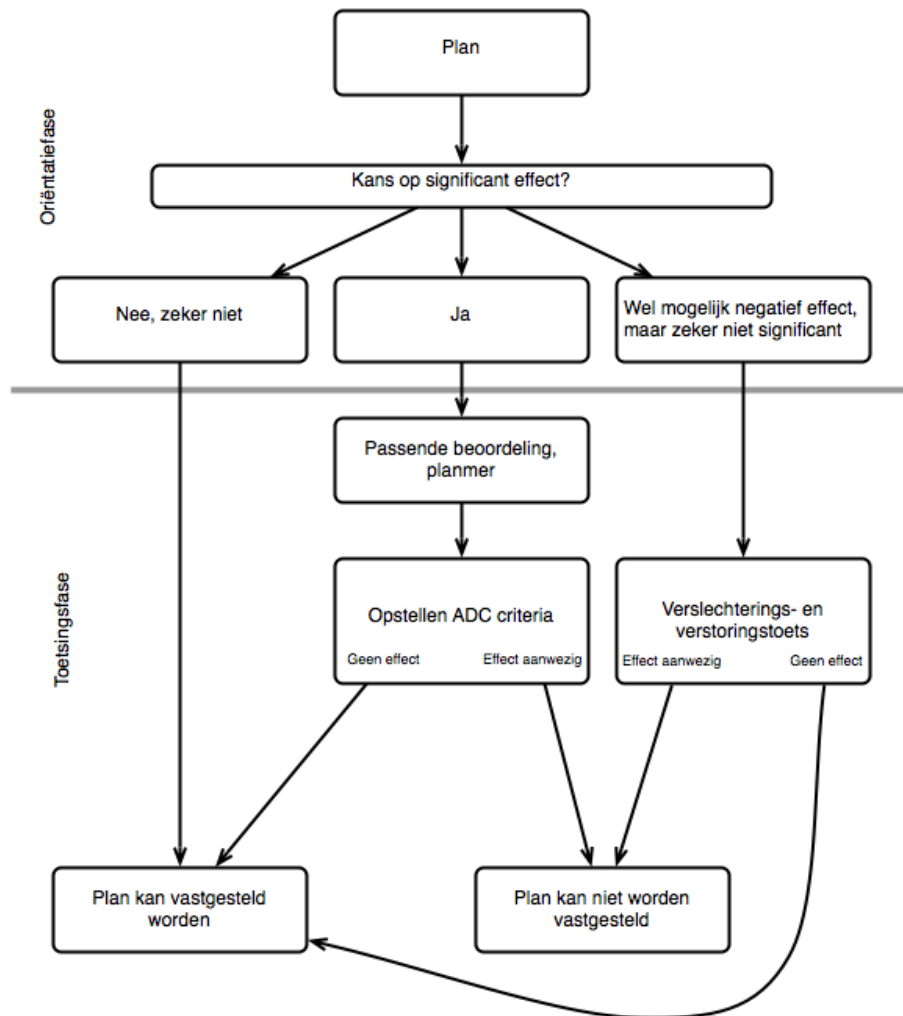 Plan
Oriëntatiefase
Kans op significant effect?
Nee, zeker niet
Ja
Wel mogelijk negatief effect,
maar zeker niet significant
Passende beoordeling,
planmer
Toetsingsfase
Opstellen ADC criteria
Geen effect
Effect aanwezig
Verslechterings- en
verstoringstoets
Effect aanwezig
Geen effect
Plan kan vastgesteld
worden
Plan kan niet worden
vastgesteld